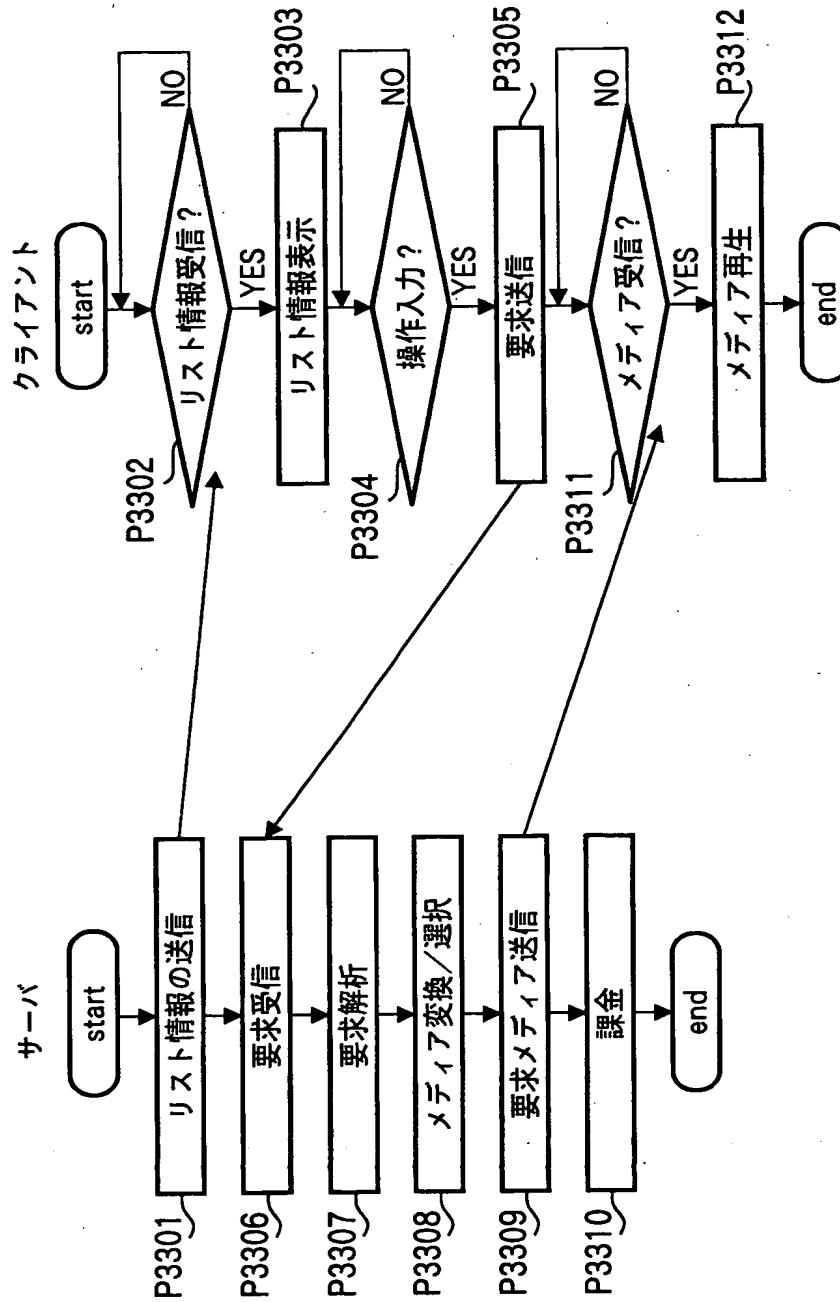 サーバ
start
P3301
リスト情報の送信
P3306
要求受信
P3307
要求解析
P3308
メディア変換／選択
P3309
要求メディア送信
P3310
課金
end
クライアント
start
P3302
リスト情報受信？
NO
YES
P3303
リスト情報表示
P3304
操作入力？
NO
YES
P3305
要求送信
P3311
メディア受信？
NO
YES
P3312
メディア再生
end